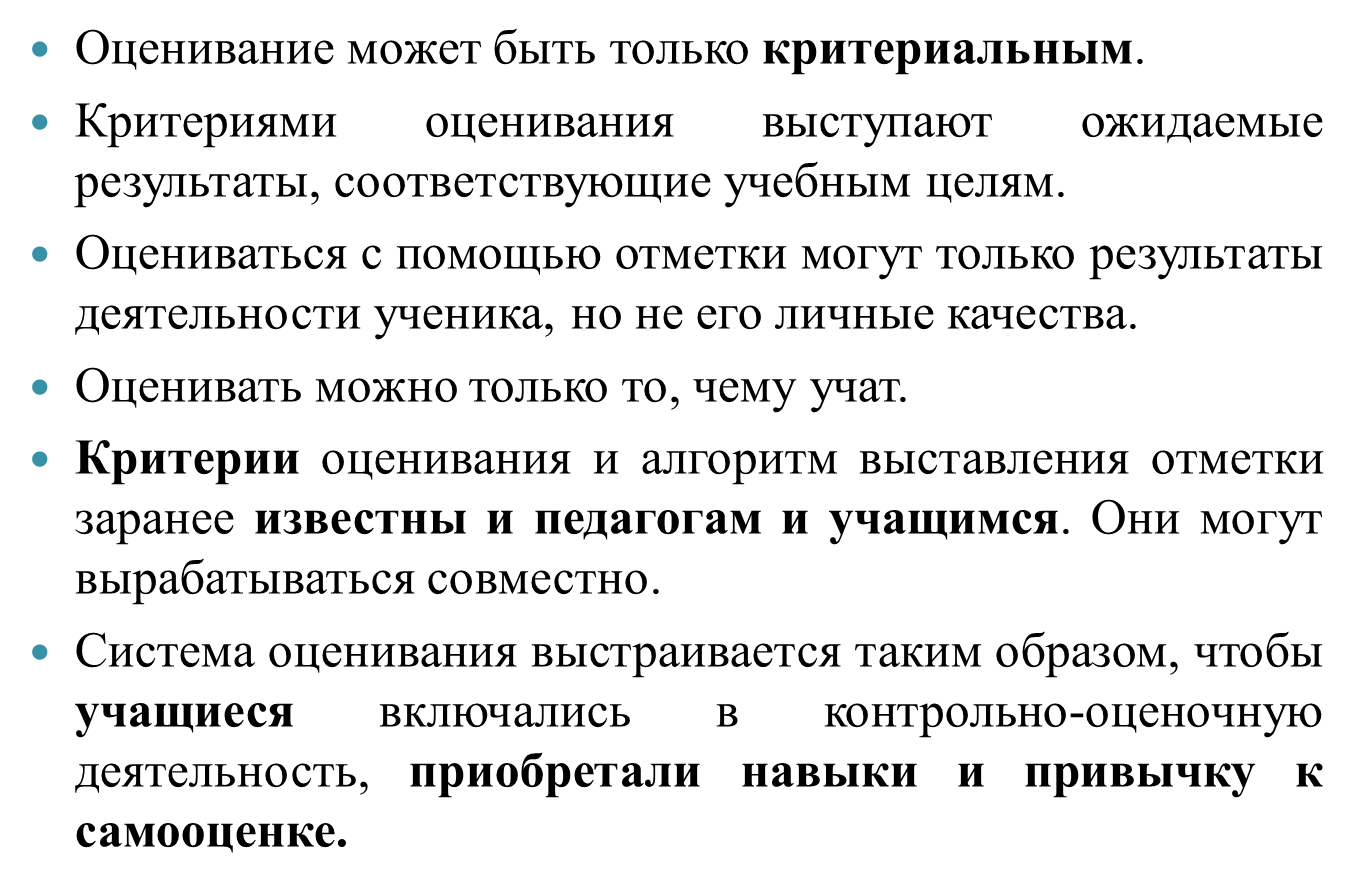 • Оценивание может быть только критериальным.
• Критериями оценивания выступают ожидаемые
результаты, соответствующие учебным целям.
• Оцениваться с помощью отметки могут только результаты
деятельности ученика, но не его личные качества.
• Оценивать можно только то, чему учат.
• Критерии оценивания и алгоритм выставления отметки
заранее известны и педагогам и учащимся. Они могут
вырабатываться совместно.
• Система оценивания выстраивается таким образом, чтобы
учащиеся включались в контрольно-оценочную
деятельность, приобретали навыки и привычку к
самооценке.